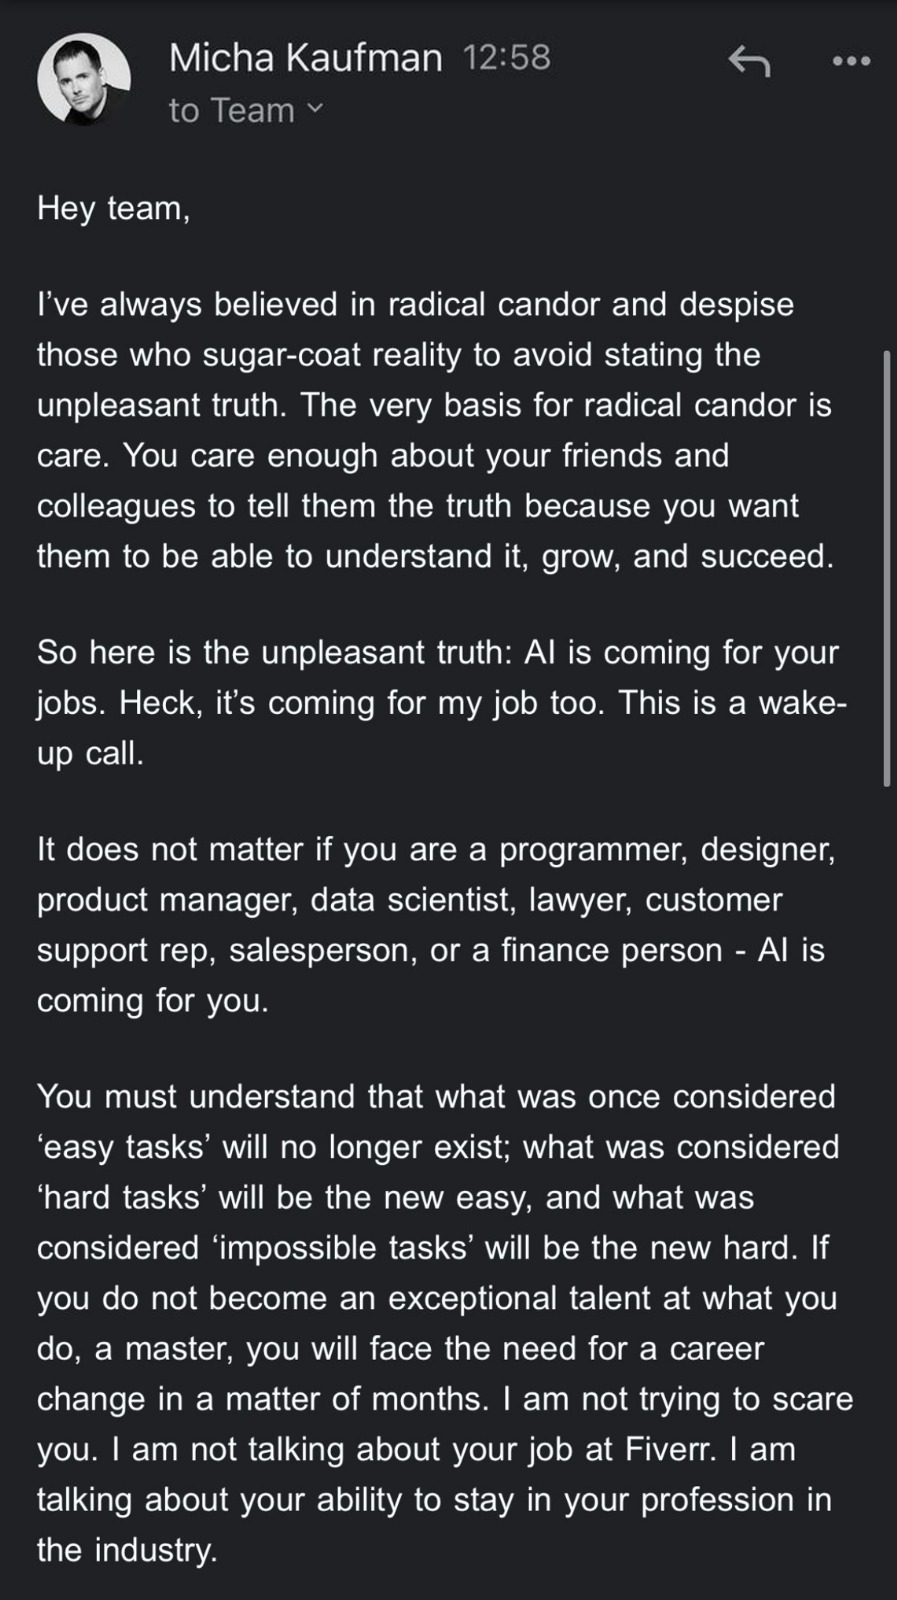 Micha Kaufman 12:58
to Team
Hey team,
I’ve always believed in radical candor and despise
those who sugar-coat reality to avoid stating the
unpleasant truth. The very basis for radical candor is
care. You care enough about your friends and
colleagues to tell them the truth because you want
them to be able to understand it, grow, and succeed.
So here is the unpleasant truth: AI is coming for your
jobs. Heck, it’s coming for my job too. This is a wake-
up call.
It does not matter if you are a programmer, designer,
product manager, data scientist, lawyer, customer
support rep, salesperson, or a finance person - AI is
coming for you.
You must understand that what was once considered
‘easy tasks’ will no longer exist; what was considered
‘hard tasks’ will be the new easy, and what was
considered ‘impossible tasks’ will be the new hard. If
you do not become an exceptional talent at what you
do, a master, you will face the need for a career
change in a matter of months. I am not trying to scare
you. I am not talking about your job at Fiverr. I am
talking about your ability to stay in your profession in
the industry.